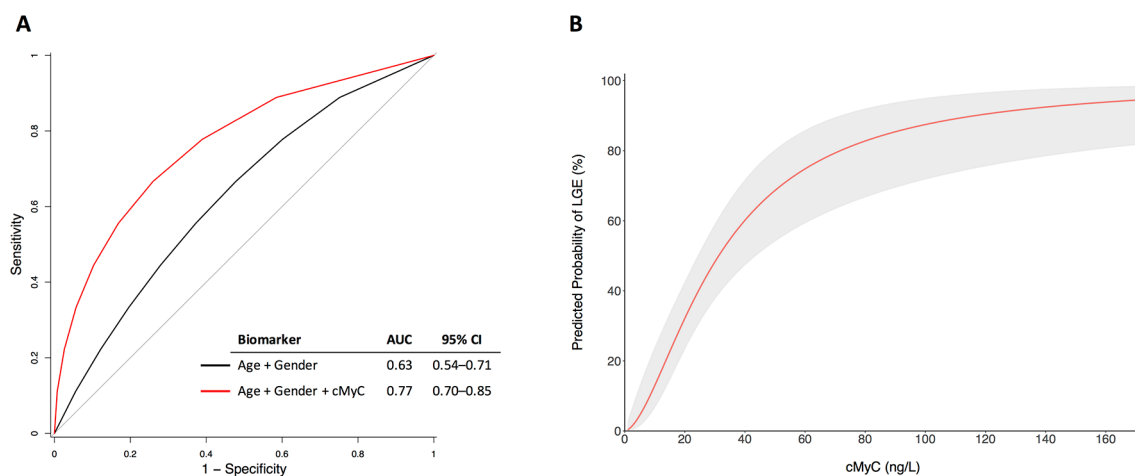 A
Sensitivity
1
0.8
0.6
0.4
0.2
0
0 0.2 0.4 0.6 0.8 1
1 – Specificity
Biomarker AUC 95% CI
Age + Gender 0.63 0.54–0.71
Age + Gender + cMyC 0.77 0.70–0.85
B
Predicted Probability of LGE (%)
100
80
60
40
20
0
0 20 40 60 80 100 120 140 160
cMyC (ng/L)